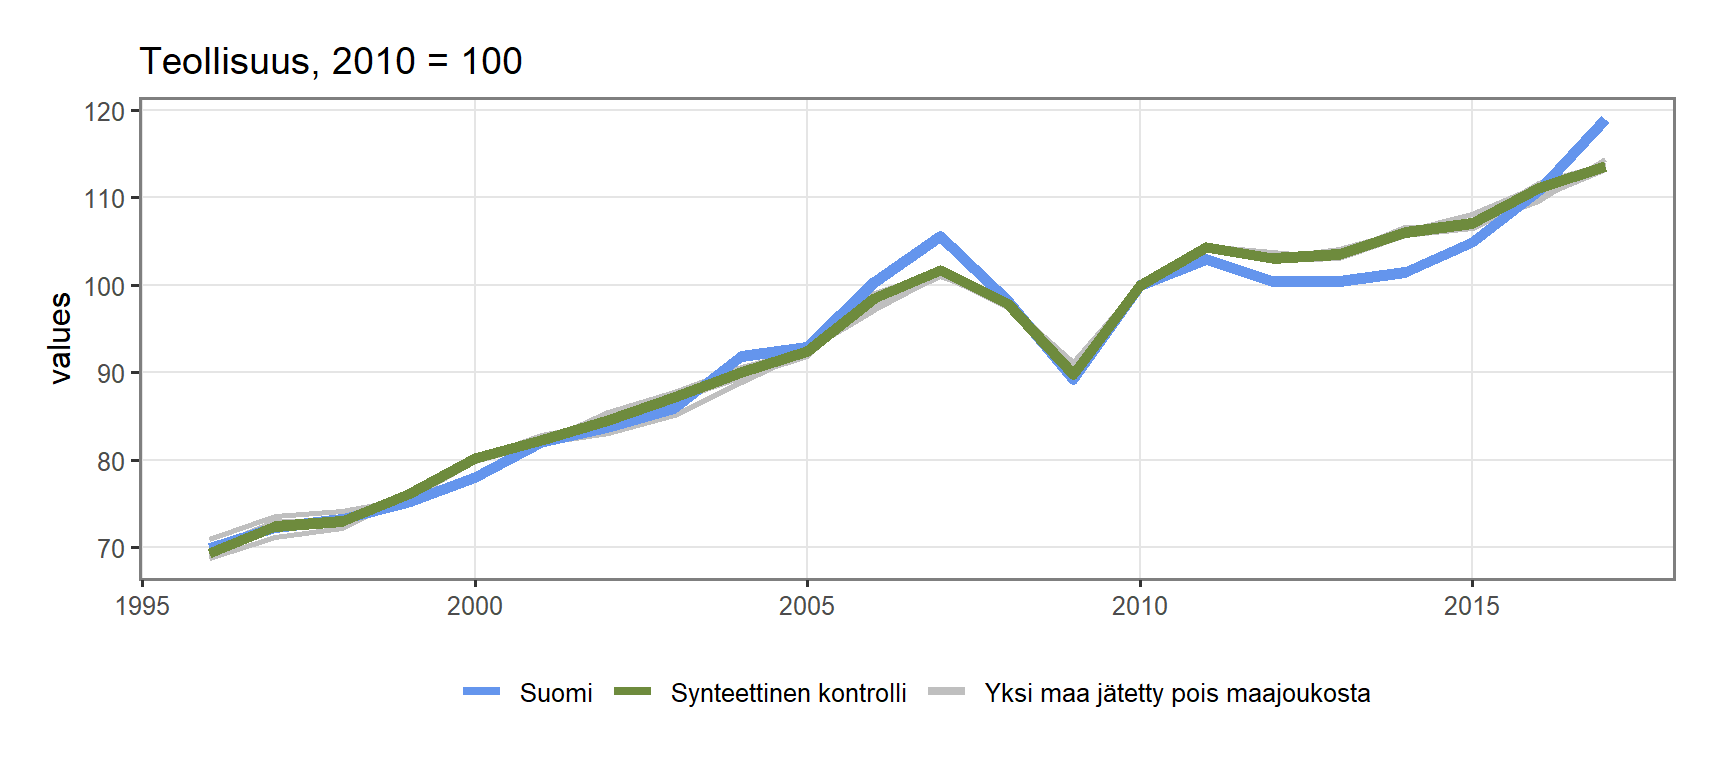 Teollisuus, 2010 = 100
values
120
110
100
90
80
70
1995 2000 2005 2010 2015
Suomi Synteettinen kontrolli Yksi maa jätetty pois maajoukosta